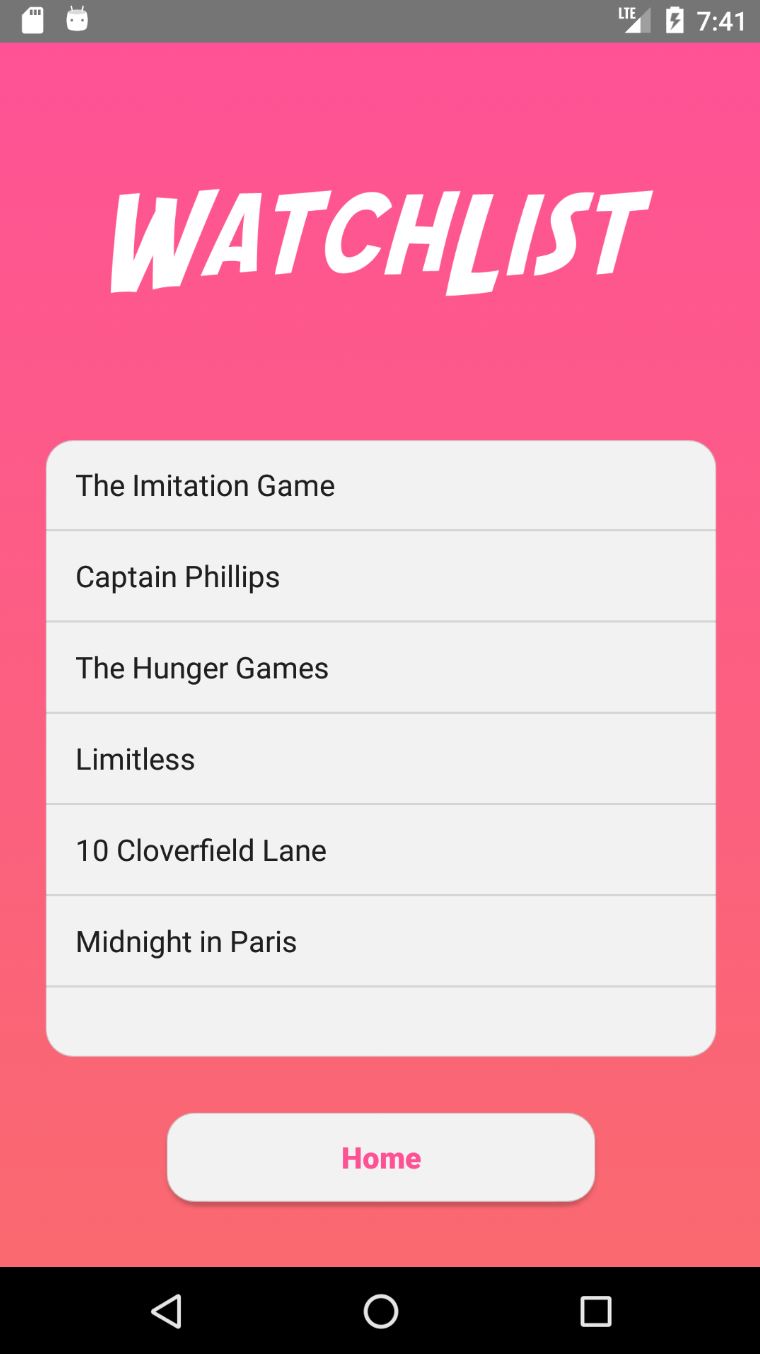 LTE 7:41
WATCHLIST
The Imitation Game
Captain Phillips
The Hunger Games
Limitless
10 Cloverfield Lane
Midnight in Paris
Home